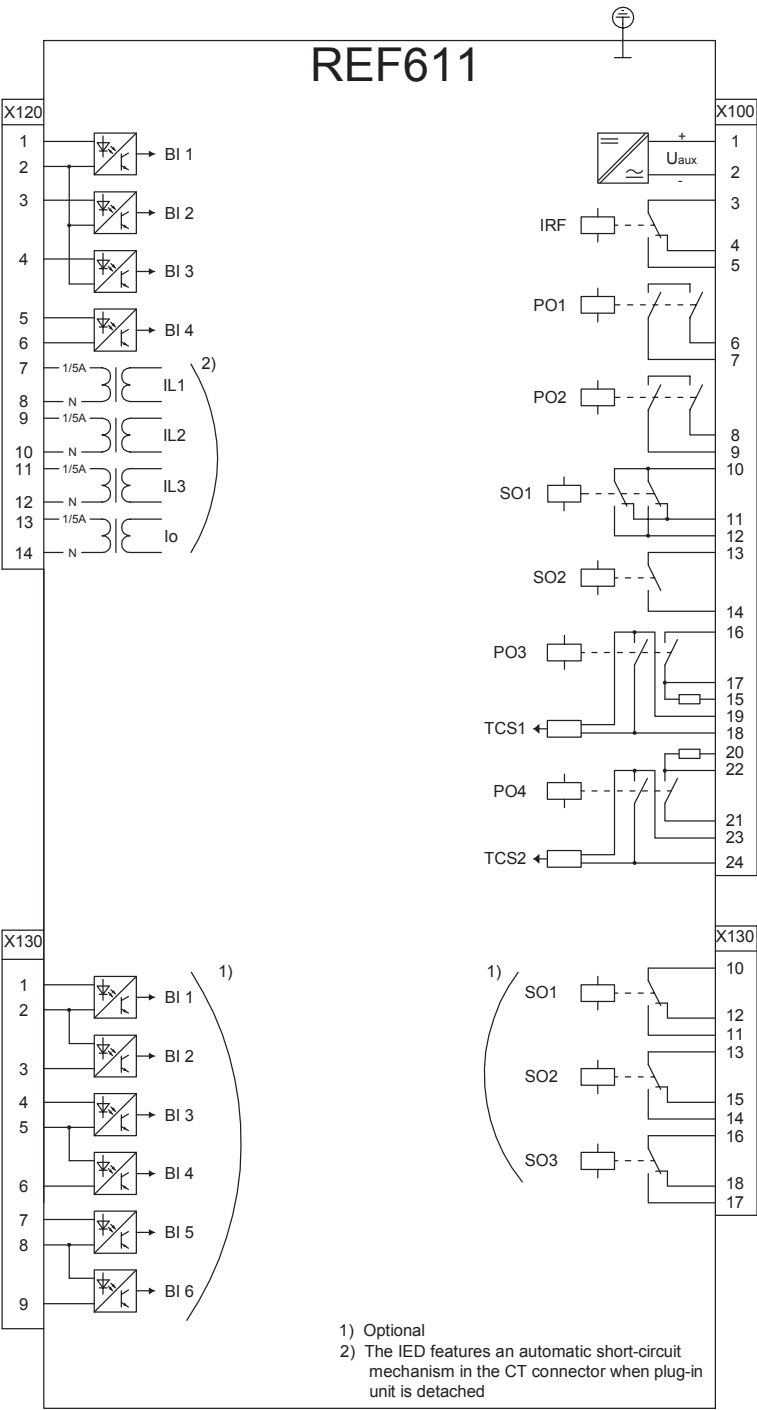 REF611
X120
1
2
BI 1
3
BI 2
4
BI 3
5
6
BI 4
7
1/5A
8
N
IL1
2)
9
1/5A
10
N
IL2
11
1/5A
12
N
IL3
13
1/5A
14
N
Io
X100
+
Uaux
-
1
2
IRF
3
4
5
PO1
6
7
PO2
8
9
SO1
10
11
12
SO2
13
14
PO3
16
17
15
19
TCS1
18
20
22
PO4
21
23
TCS2
24
X130
1
2
BI 1
3
BI 2
4
5
BI 3
6
BI 4
7
8
BI 5
9
BI 6
1)
X130
1)
SO1
10
12
11
SO2
13
15
14
SO3
16
18
17
1) Optional
2) The IED features an automatic short-circuit
mechanism in the CT connector when plug-in
unit is detached